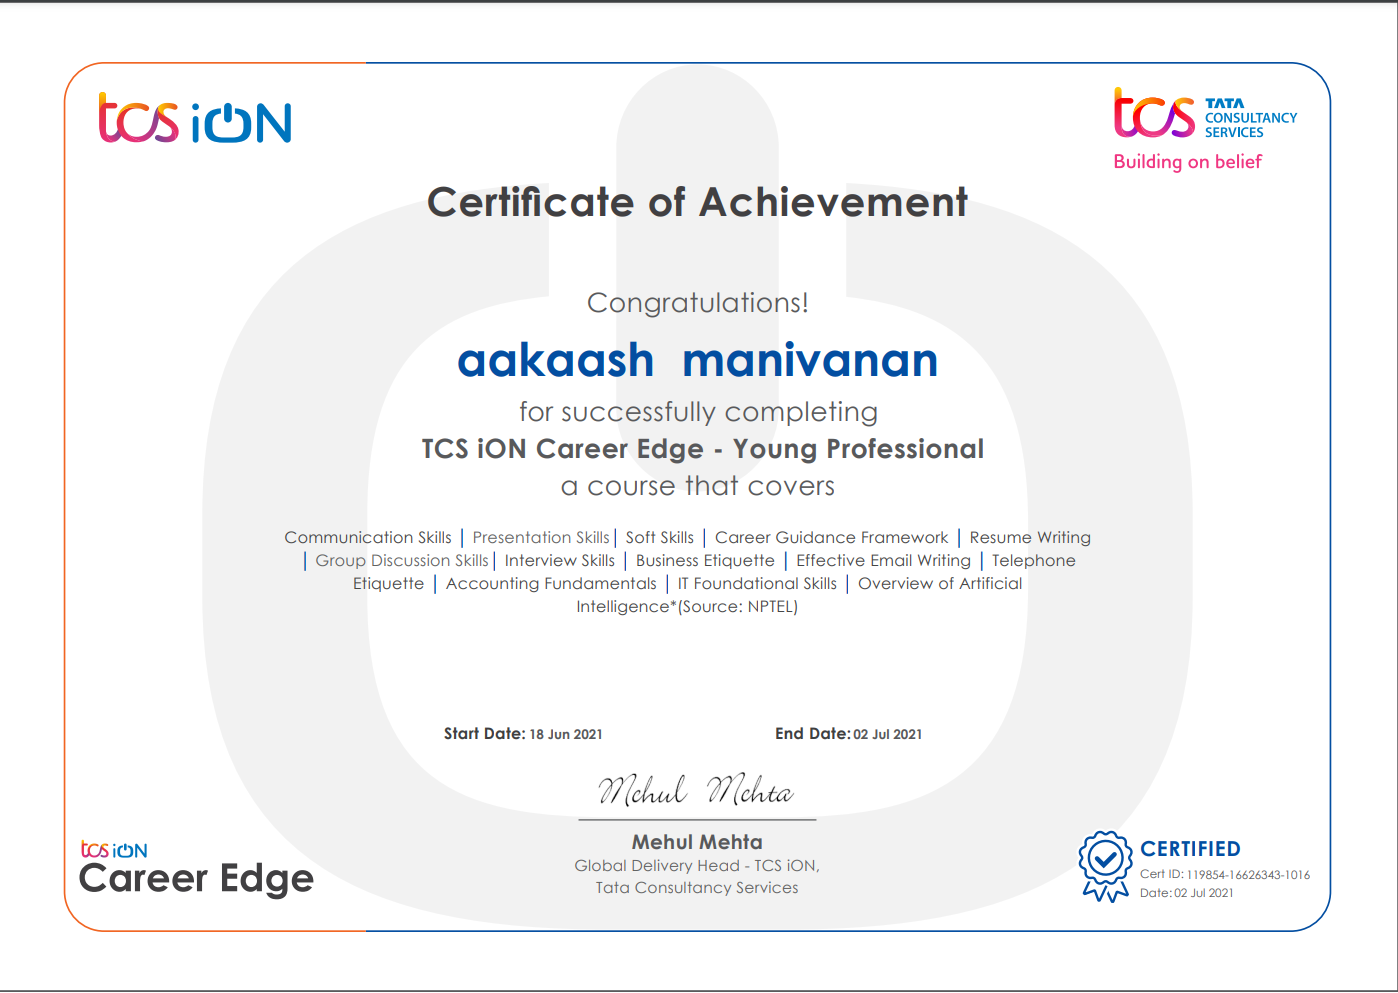 tcs iON
tcs TATA
CONSULTANCY
SERVICES
Building on belief
Certificate of Achievement
Congratulations!
aakaash manivanan
for successfully completing
TCS iON Career Edge - Young Professional
a course that covers
Communication Skills | Presentation Skills | Soft Skills | Career Guidance Framework | Resume Writing
| Group Discussion Skills | Interview Skills | Business Etiquette | Effective Email Writing | Telephone
Etiquette | Accounting Fundamentals | IT Foundational Skills | Overview of Artificial
Intelligence*(Source: NPTEL)
Start Date: 18 Jun 2021 End Date: 02 Jul 2021
Mehul Mehta
Mehul Mehta
Global Delivery Head - TCS iON,
Tata Consultancy Services
tcs iON
Career Edge
CERTIFIED
Cert ID: 119854-16626343-1016
Date: 02 Jul 2021